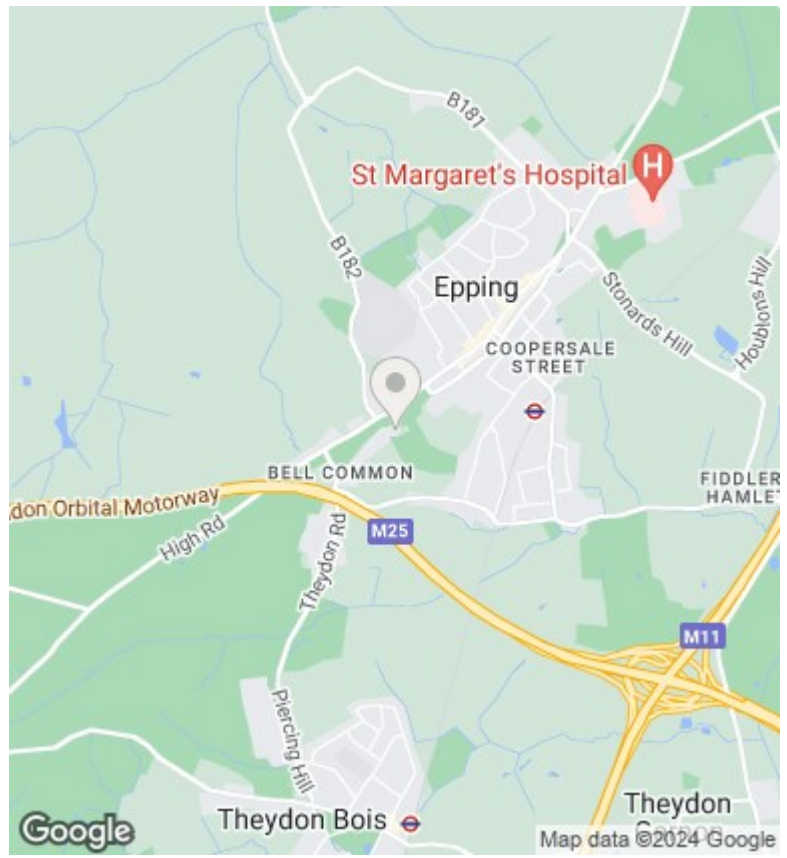 B181
St Margaret's Hospital
H
B182
Epping
Stonards Hill
Houblons Hill
COOPERSALE
STREET
BELL COMMON
FIDDLER
HAMLET
don Orbital Motorway
High Rd
M25
Theydon Rd
M11
Piercing Hill
Theydon Bois
Theydon
Google
Map data ©2024 Google